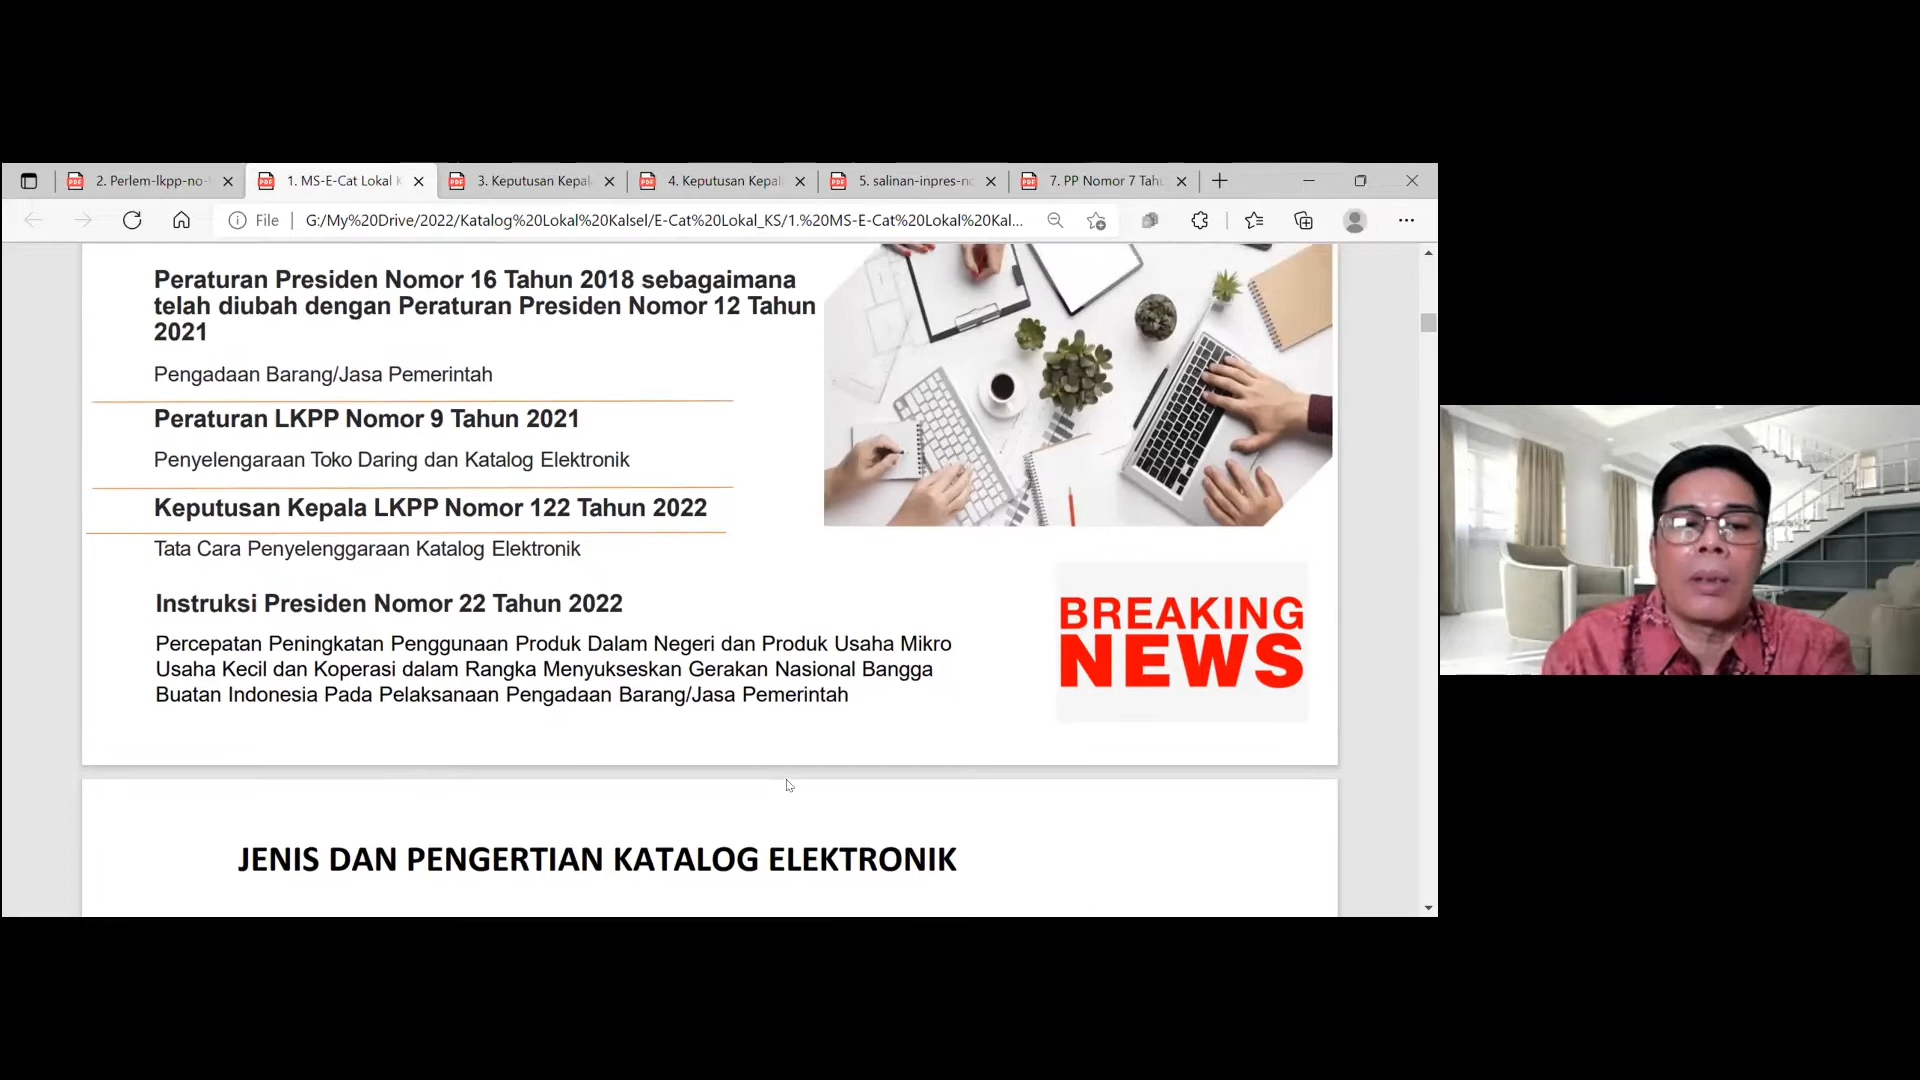 2. Perlem-lkpp-no-
1. MS-E-Cat Lokal K
3. Keputusan Kepal
4. Keputusan Kepal
5. salinan-inpres-no
7. PP Nomor 7 Tahu
File
G:/My%20Drive/2022/Katalog%20Lokal%20Kalsel/E-Cat%20Lokal_KS/1.%20MS-E-Cat%20Lokal%20Kal...
Peraturan Presiden Nomor 16 Tahun 2018 sebagaimana
telah diubah dengan Peraturan Presiden Nomor 12 Tahun
2021
Pengadaan Barang/Jasa Pemerintah
Peraturan LKPP Nomor 9 Tahun 2021
Penyelengaraan Toko Daring dan Katalog Elektronik
Keputusan Kepala LKPP Nomor 122 Tahun 2022
Tata Cara Penyelenggaraan Katalog Elektronik
Instruksi Presiden Nomor 22 Tahun 2022
Percepatan Peningkatan Penggunaan Produk Dalam Negeri dan Produk Usaha Mikro
Usaha Kecil dan Koperasi dalam Rangka Menyukseskan Gerakan Nasional Bangga
Buatan Indonesia Pada Pelaksanaan Pengadaan Barang/Jasa Pemerintah
BREAKING
NEWS
JENIS DAN PENGERTIAN KATALOG ELEKTRONIK